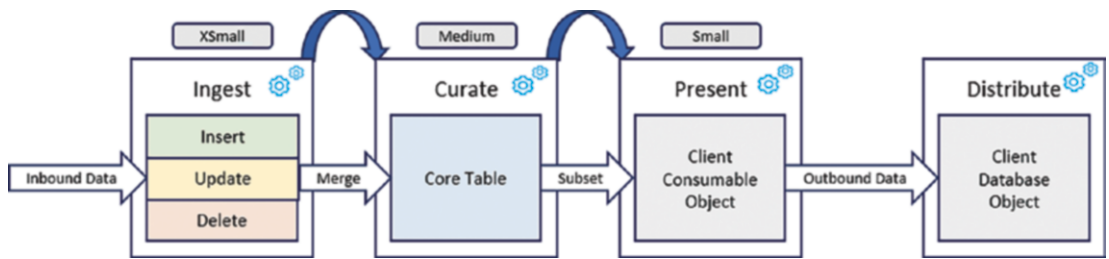 XSmall
Medium
Small
Ingest
Curate
Present
Distribute
Insert
Update
Delete
Inbound Data
Merge
Core Table
Subset
Client
Consumable
Object
Outbound Data
Client
Database
Object